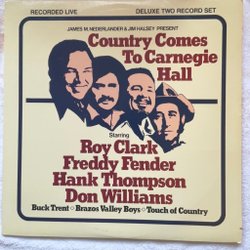 RECORDED LIVE
DELUXE TWO RECORD SET
JAMES M. NEDERLANDER & JIM HALSEY PRESENT
Country Comes
To Carnegie
Hall
Starring
Roy Clark
Freddy Fender
Hank Thompson
Don Williams
Buck Trent Brazos Valley Boys Touch of Country